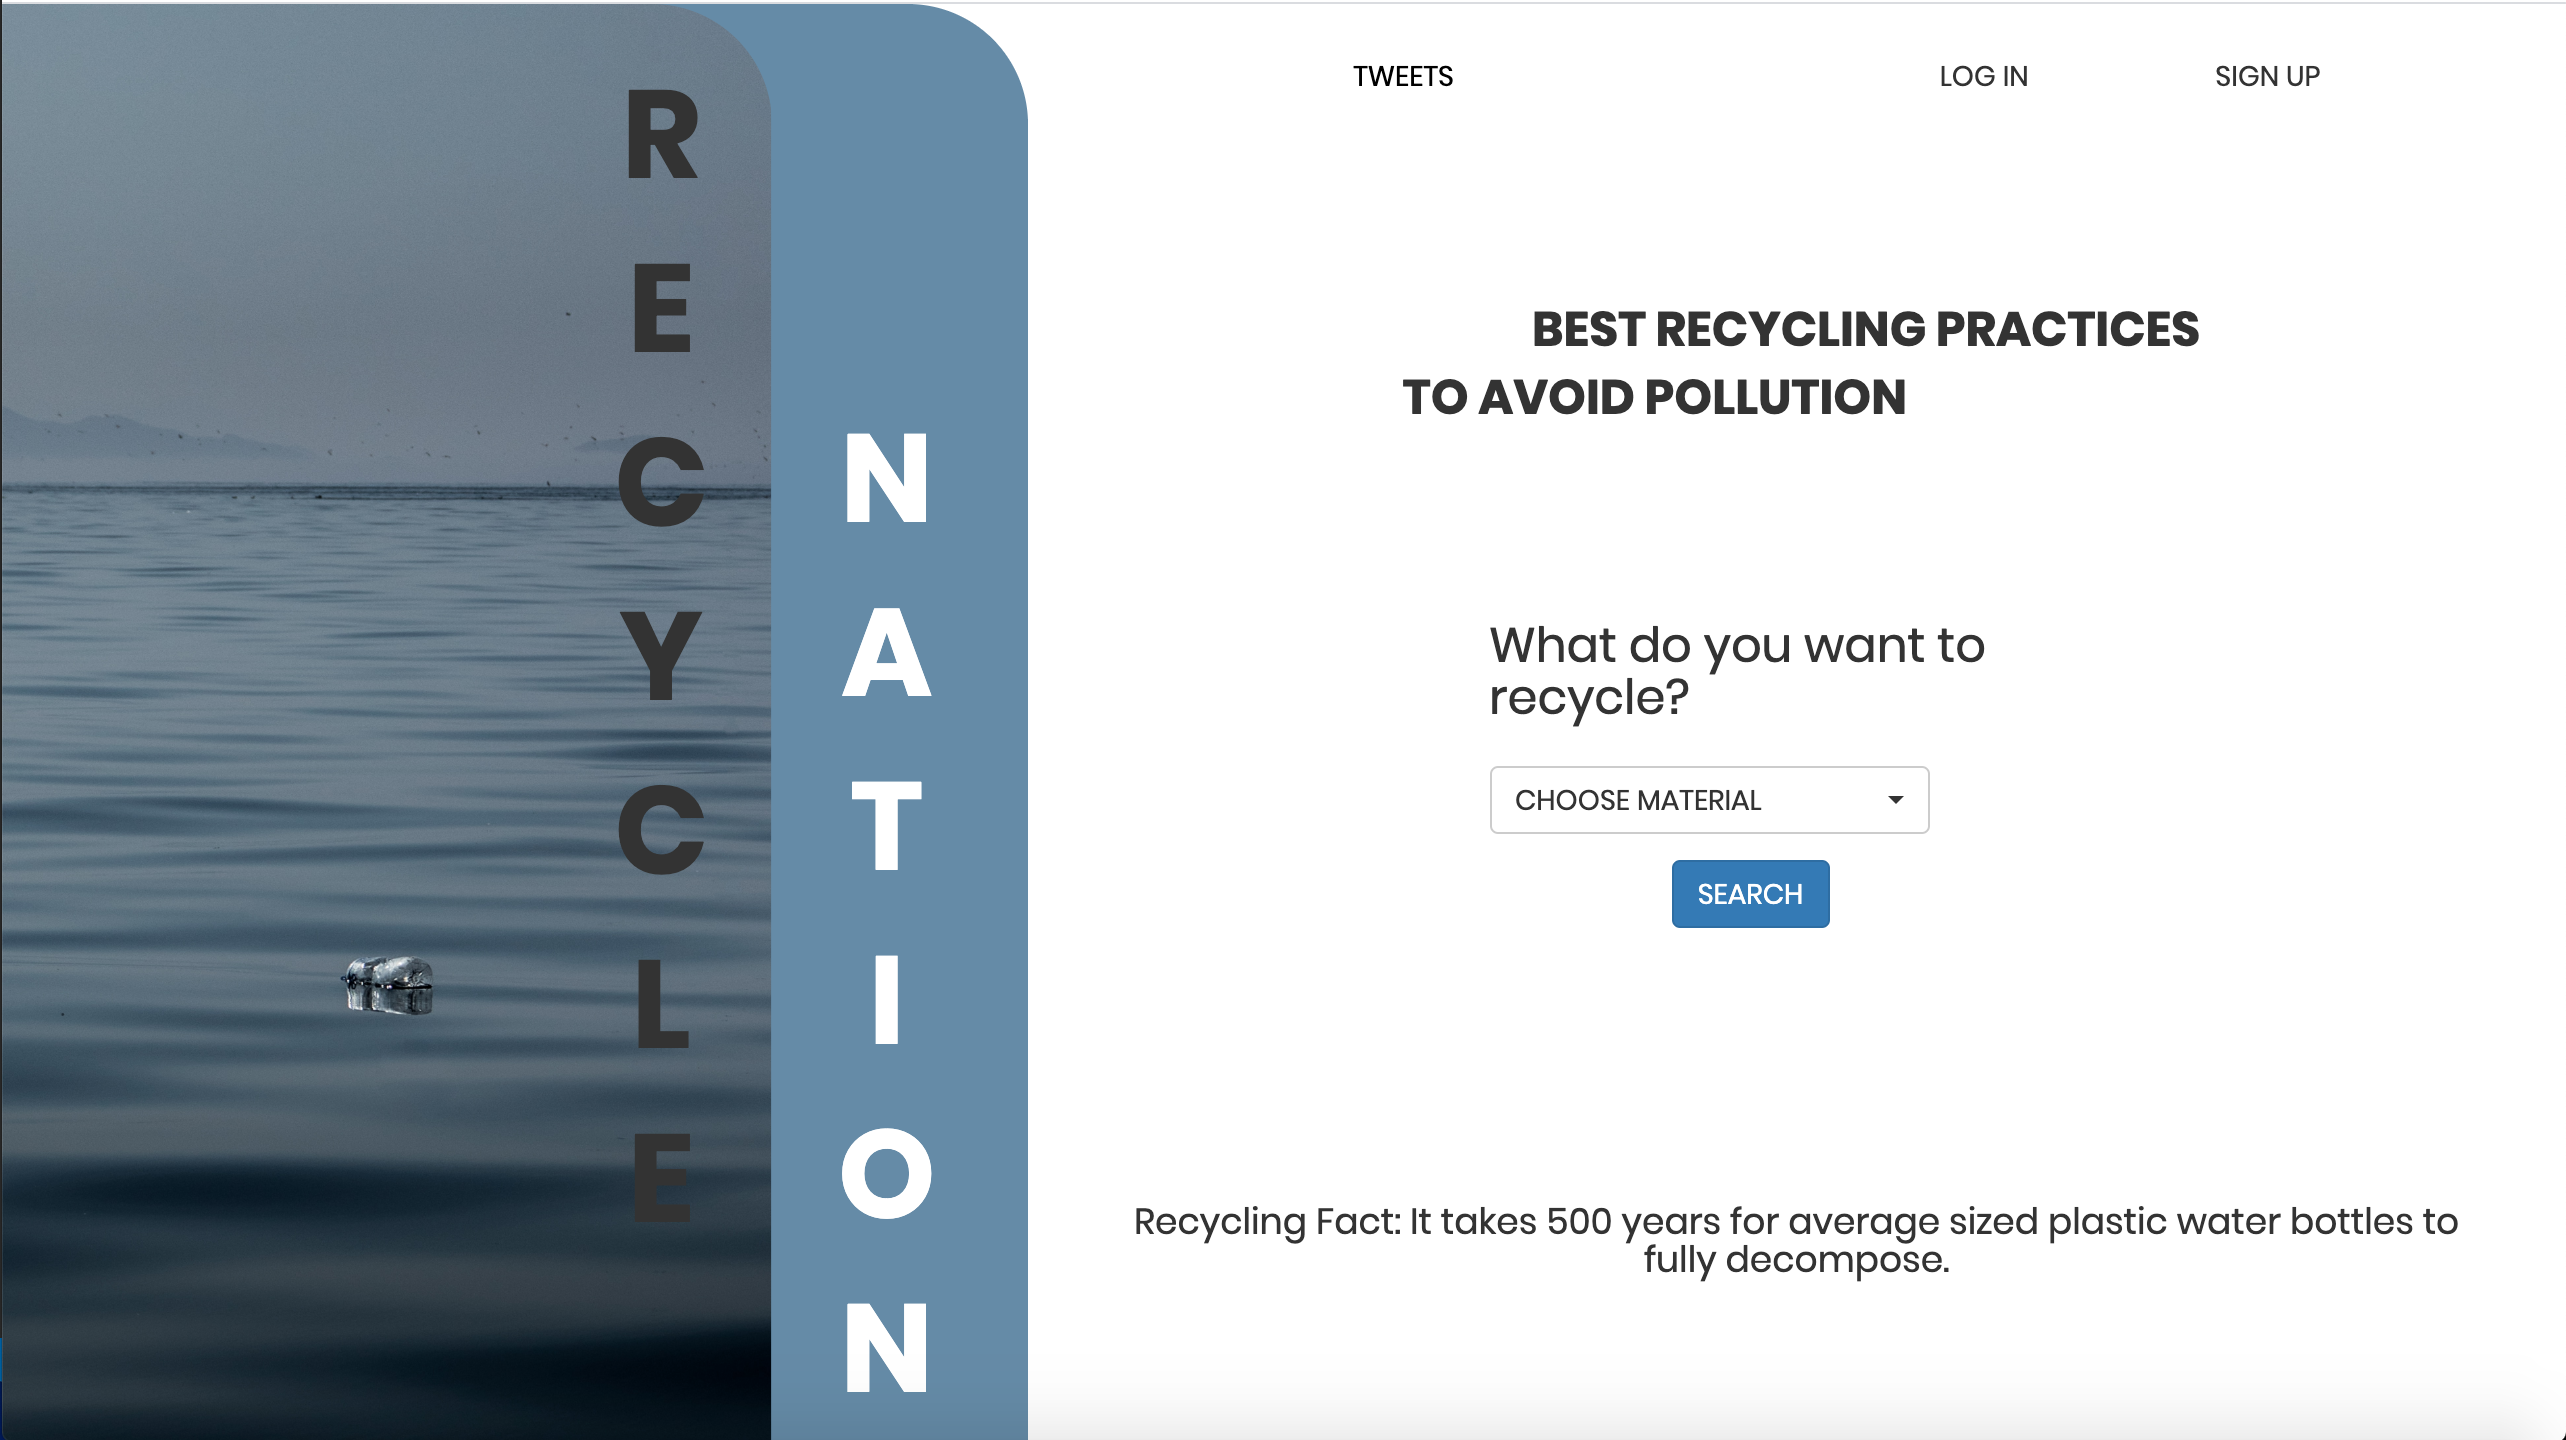 RECYCLE
NATION
TWEETS
LOG IN
SIGN UP
BEST RECYCLING PRACTICES
TO AVOID POLLUTION
What do you want to
recycle?
CHOOSE MATERIAL
SEARCH
Recycling Fact: It takes 500 years for average sized plastic water bottles to
fully decompose.